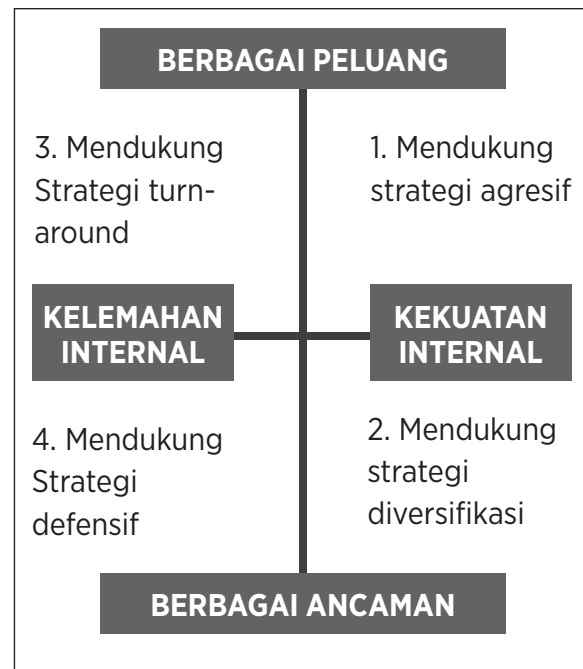 BERBAGAI PELUANG
3. Mendukung
Strategi turn-
around
1. Mendukung
strategi agresif
KELEMAHAN
INTERNAL
KEKUATAN
INTERNAL
4. Mendukung
Strategi
defensif
2. Mendukung
strategi
diversifikasi
BERBAGAI ANCAMAN